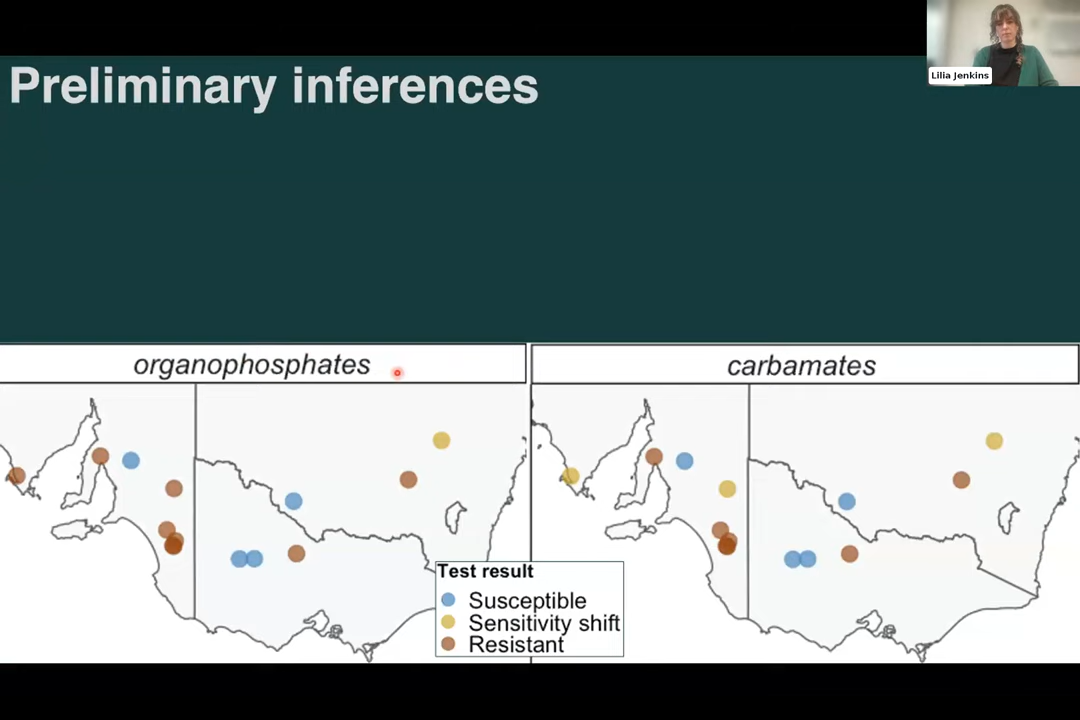 Preliminary inferences
Lilia Jenkins
organophosphates
carbamates
Test result
Susceptible
Sensitivity shift
Resistant